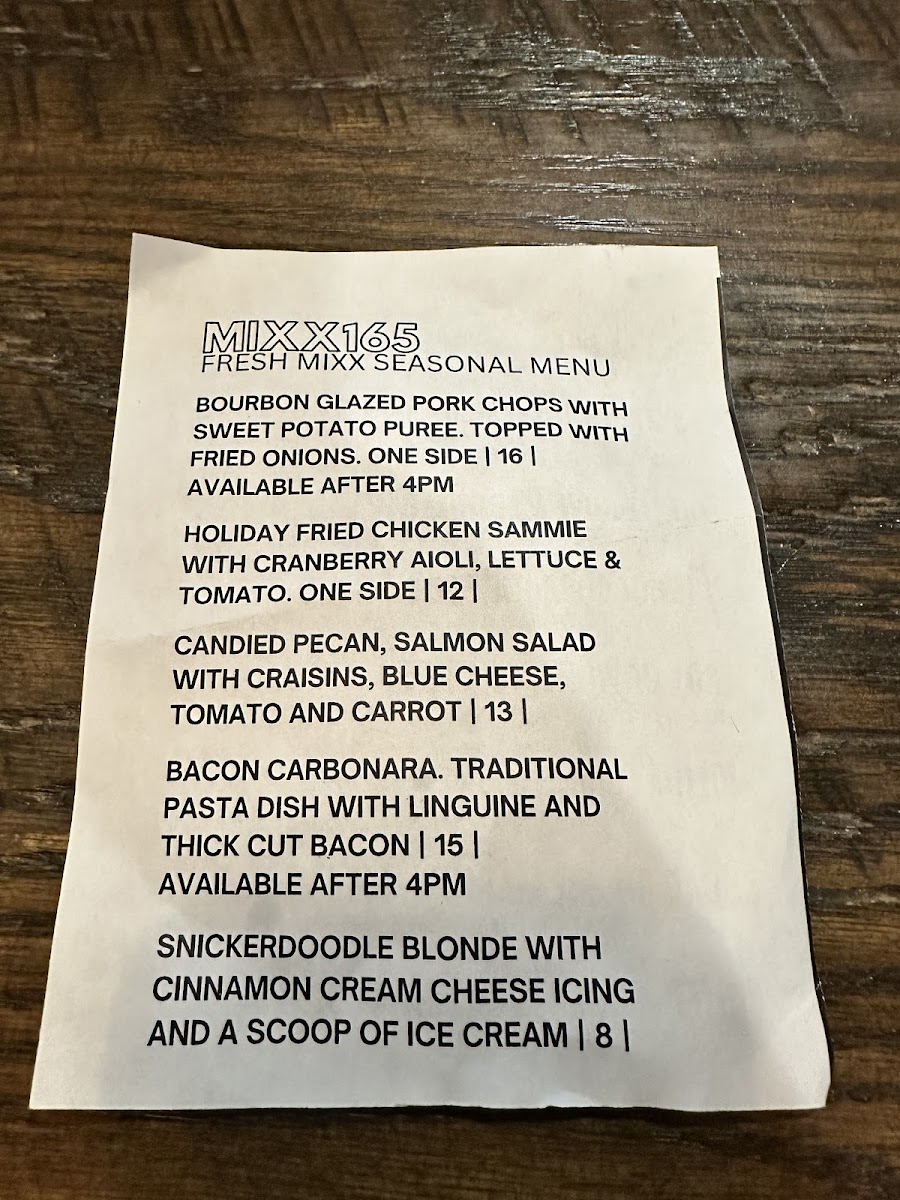 MIXX165
FRESH MIXX SEASONAL MENU
BOURBON GLAZED PORK CHOPS WITH
SWEET POTATO PUREE. TOPPED WITH
FRIED ONIONS. ONE SIDE | 16 |
AVAILABLE AFTER 4PM
HOLIDAY FRIED CHICKEN SAMMIE
WITH CRANBERRY AIOLI, LETTUCE &
TOMATO. ONE SIDE | 12 |
CANDIED PECAN, SALMON SALAD
WITH CRAISINS, BLUE CHEESE,
TOMATO AND CARROT | 13 |
BACON CARBONARA. TRADITIONAL
PASTA DISH WITH LINGUINE AND
THICK CUT BACON | 15 |
AVAILABLE AFTER 4PM
SNICKERDOODLE BLONDE WITH
CINNAMON CREAM CHEESE ICING
AND A SCOOP OF ICE CREAM | 8 |